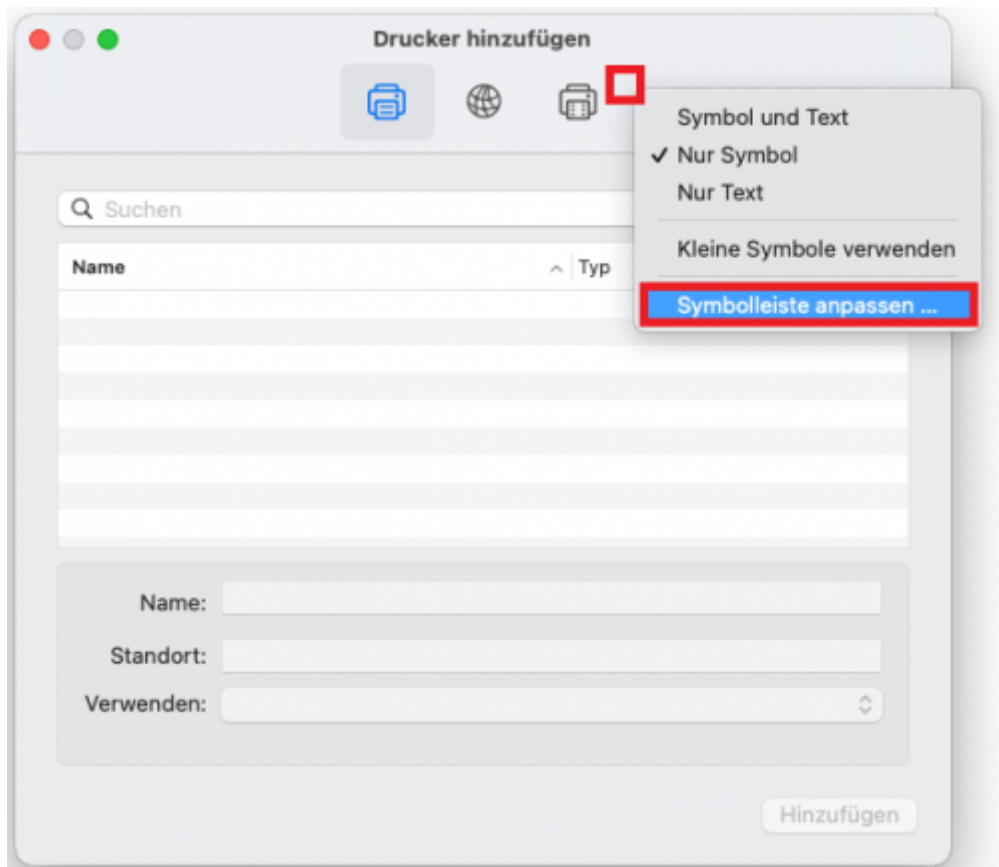 Drucker hinzufügen
Symbol und Text
Nur Symbol
Nur Text
Kleine Symbole verwenden
Symbolleiste anpassen ...
Suchen
Name
Typ
Name:
Standort:
Verwenden:
Hinzufügen